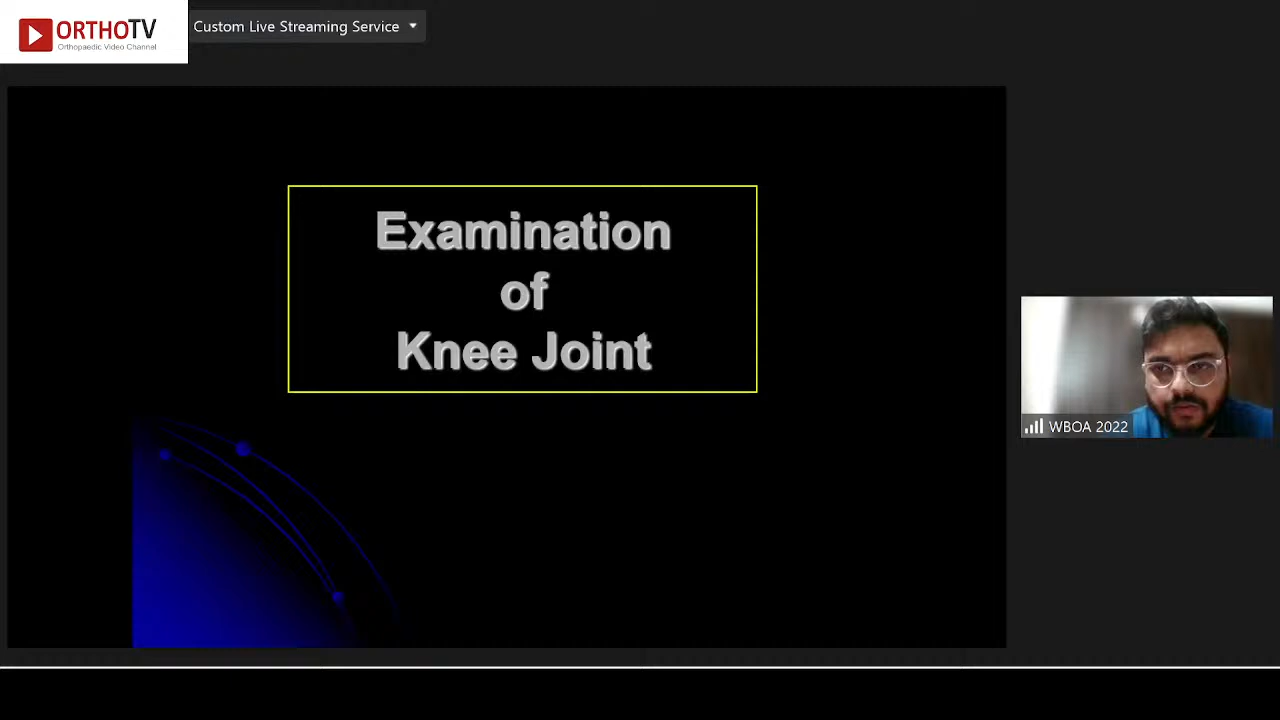 ORTHOTV
Orthopaedic Video Channel
Custom Live Streaming Service
Examination
of
Knee Joint
WBOA 2022